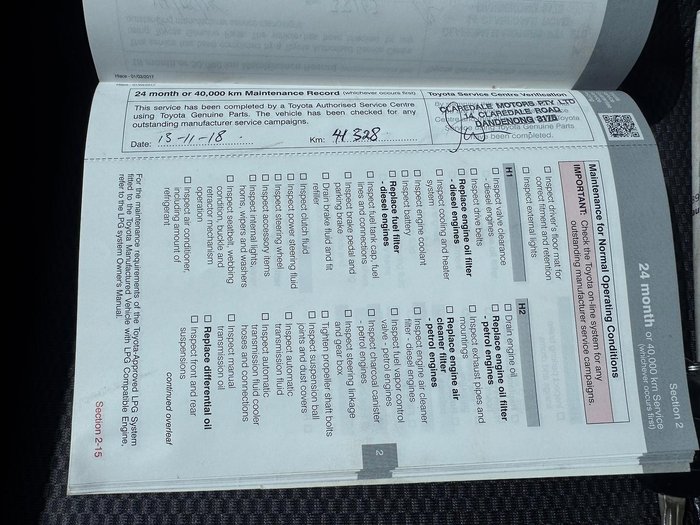 Hiace - 01/03/2017
24 month or 40,000 km Maintenance Record (whichever occurs first)
This service has been completed by a Toyota Authorised Service Centre
using Toyota Genuine Parts. The vehicle has been checked for any
outstanding manufacturer service campaigns.
Date: 13-11-18.
Km: 41 328
Toyota Service Centre Verification
CLAREDALE MOTORS PTY LTD
14 CLAREDALE ROAD
DANDENONG 3175
been completed.
Section 2
24 month or 40,000 km Service
(whichever occurs first)
Maintenance for Normal Operating Conditions
IMPORTANT: Check the Toyota on-line system for any
outstanding manufacturer service campaigns.
☐ Inspect driver's floor mat for
correct fitment and retention
☐ Inspect external lights
H1
☐ Inspect valve clearance
- diesel engines
☐ Inspect drive belts
☐ Replace engine oil filter
- diesel engines
☐ Inspect cooling and heater
system
☐ Inspect engine coolant
☐ Inspect battery
☐ Replace fuel filter
- diesel engines
☐ Inspect fuel tank cap, fuel
lines and connections
☐ Inspect brake pedal and
parking brake
☐ Drain brake fluid and fit
refiller
☐ Inspect clutch fluid
☐ Inspect power steering fluid
☐ Inspect steering wheel
☐ Inspect accessory items
☐ Inspect internal lights,
horns, wipers and washers
☐ Inspect seatbelt, webbing
condition, buckle and
retractor mechanism
operation
☐ Inspect air conditioner,
including amount of
refrigerant
H2
☐ Drain engine oil
☐ Replace engine oil filter
- petrol engines
☐ Inspect exhaust pipes and
mountings
☐ Replace engine air
cleaner filter
- petrol engines
☐ Inspect engine air cleaner
filter - diesel engines
☐ Inspect fuel vapor control
valve - petrol engines
☐ Inspect charcoal canister
- petrol engines
☐ Inspect steering linkage
and gear box
☐ Tighten propeller shaft bolts
☐ Inspect suspension ball
joints and dust covers
☐ Inspect automatic
transmission fluid
☐ Inspect automatic
transmission fluid cooler
hoses and connections
☐ Inspect manual
transmission oil
☐ Replace differential oil
☐ Inspect front and rear
suspensions
continued overleaf
2
For the maintenance requirements of the Toyota-Approved LPG System
fitted to the Toyota Manufactured Vehicle with LPG Compatible Engine,
refer to the LPG system Owner's Manual.
Section 2-15